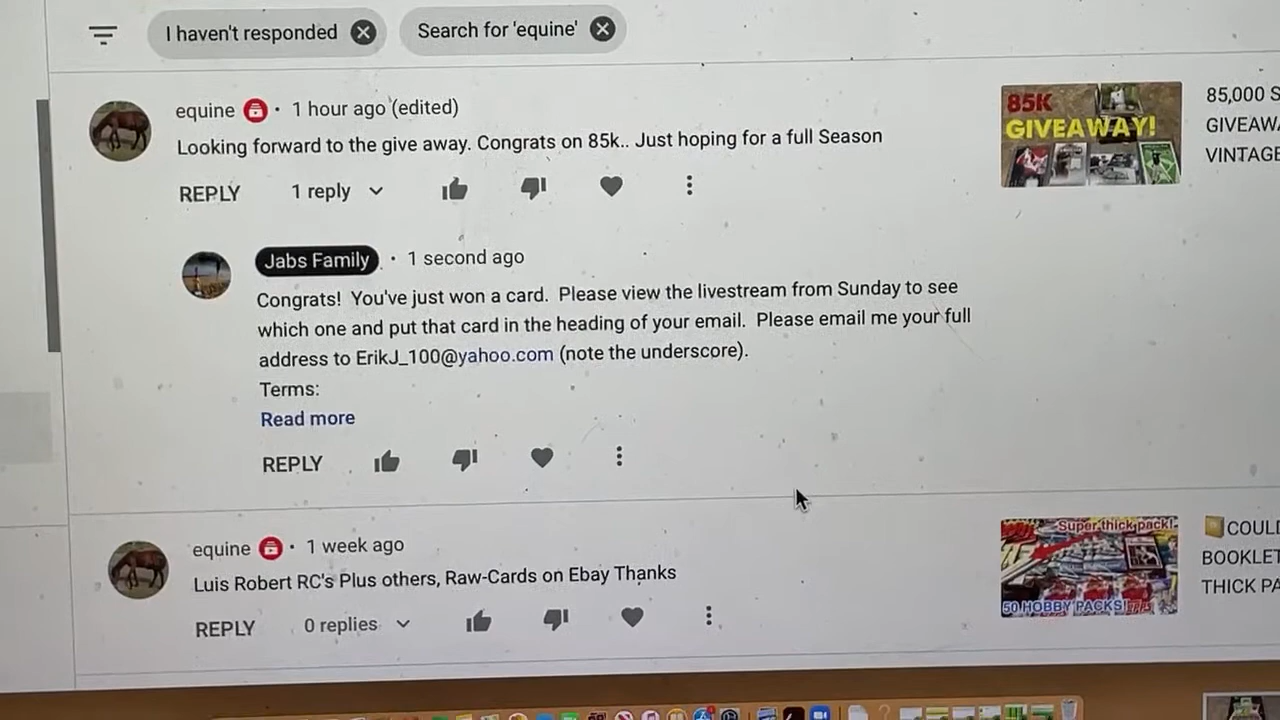 I haven't responded
Search for 'equine'
equine · 1 hour ago (edited)
Looking forward to the give away. Congrats on 85k.. Just hoping for a full Season
REPLY 1 reply
85K
GIVEAWAY!
85,000 S
GIVEAW
VINTAGE
Jabs Family · 1 second ago
Congrats!  You've just won a card.  Please view the livestream from Sunday to see
which one and put that card in the heading of your email.  Please email me your full
address to ErikJ_100@yahoo.com (note the underscore).
Terms:
Read more
REPLY
equine · 1 week ago
Luis Robert RC's Plus others, Raw-Cards on Ebay Thanks
REPLY 0 replies
Super thick pack!
50 HOBBY PACKS!
COULD
BOOKLET
THICK PA